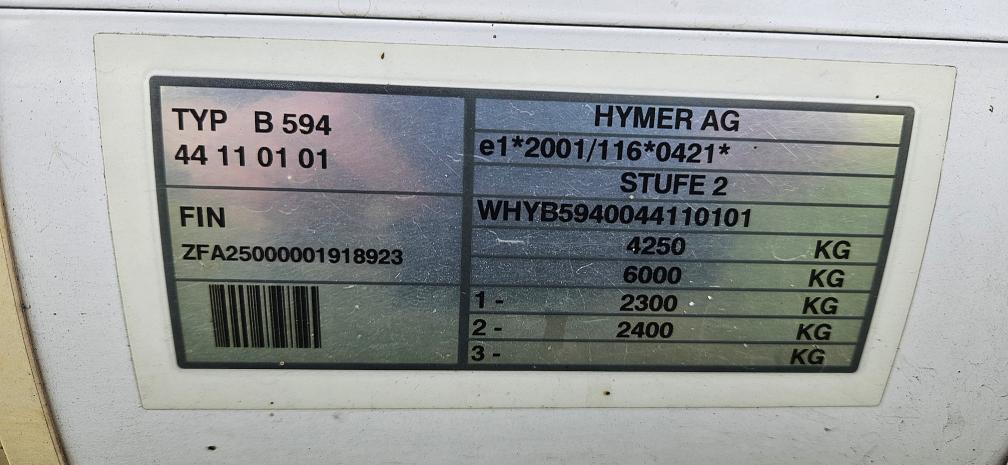 TYP B 594
44 11 01 01
FIN
ZFA25000001918923
HYMER AG
e1*2001/116*0421*
STUFE 2
WHYB5940044110101
4250 KG
6000 KG
1 - 2300 KG
2 - 2400 KG
3 - KG